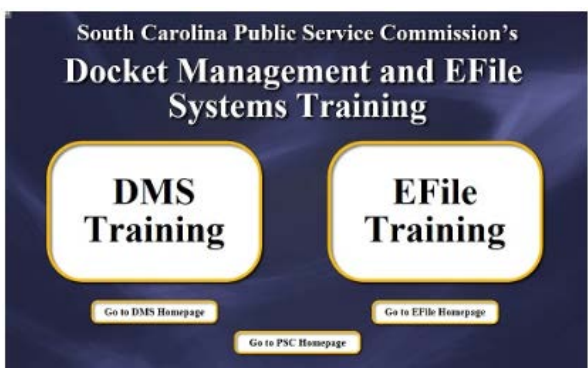 South Carolina Public Service Commission's
Docket Management and EFile
Systems Training
DMS
Training
EFile
Training
Go to DMS Homepage
Go to EFile Homepage
Go to PSC Homepage